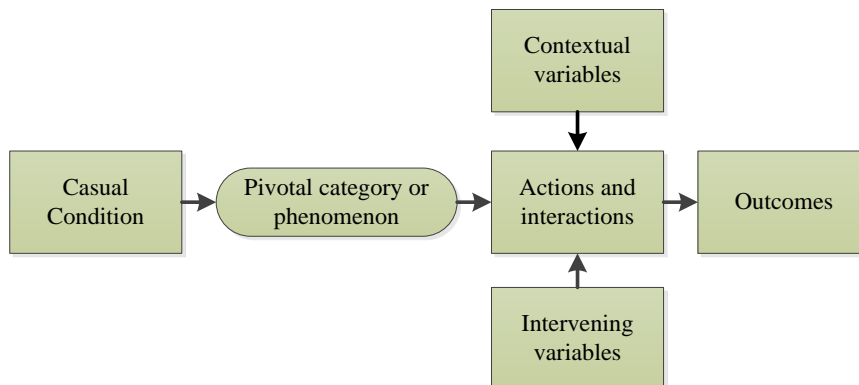 Contextual
variables
Casual
Condition
Pivotal category or
phenomenon
Actions and
interactions
Outcomes
Intervening
variables